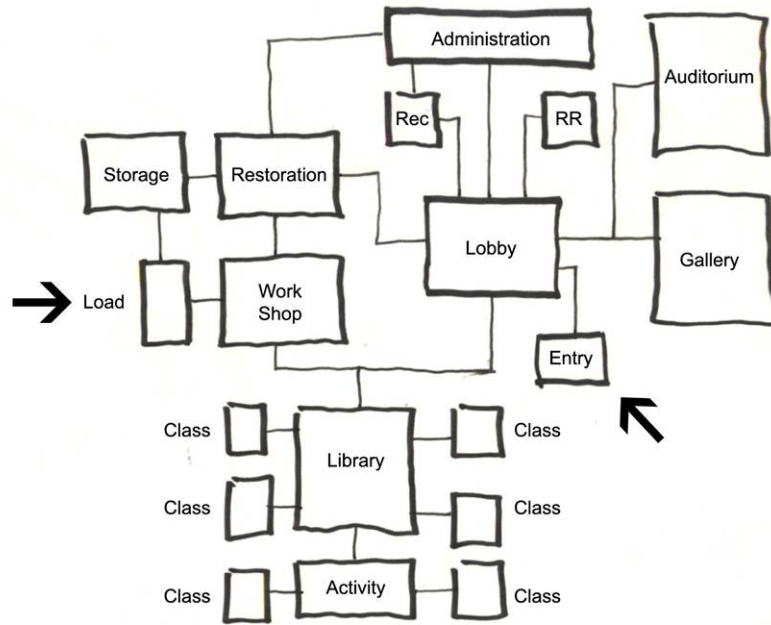 Administration
Auditorium
Rec
RR
Storage
Restoration
Lobby
Gallery
Load
Work
Shop
Entry
Class
Library
Class
Class
Class
Class
Activity
Class